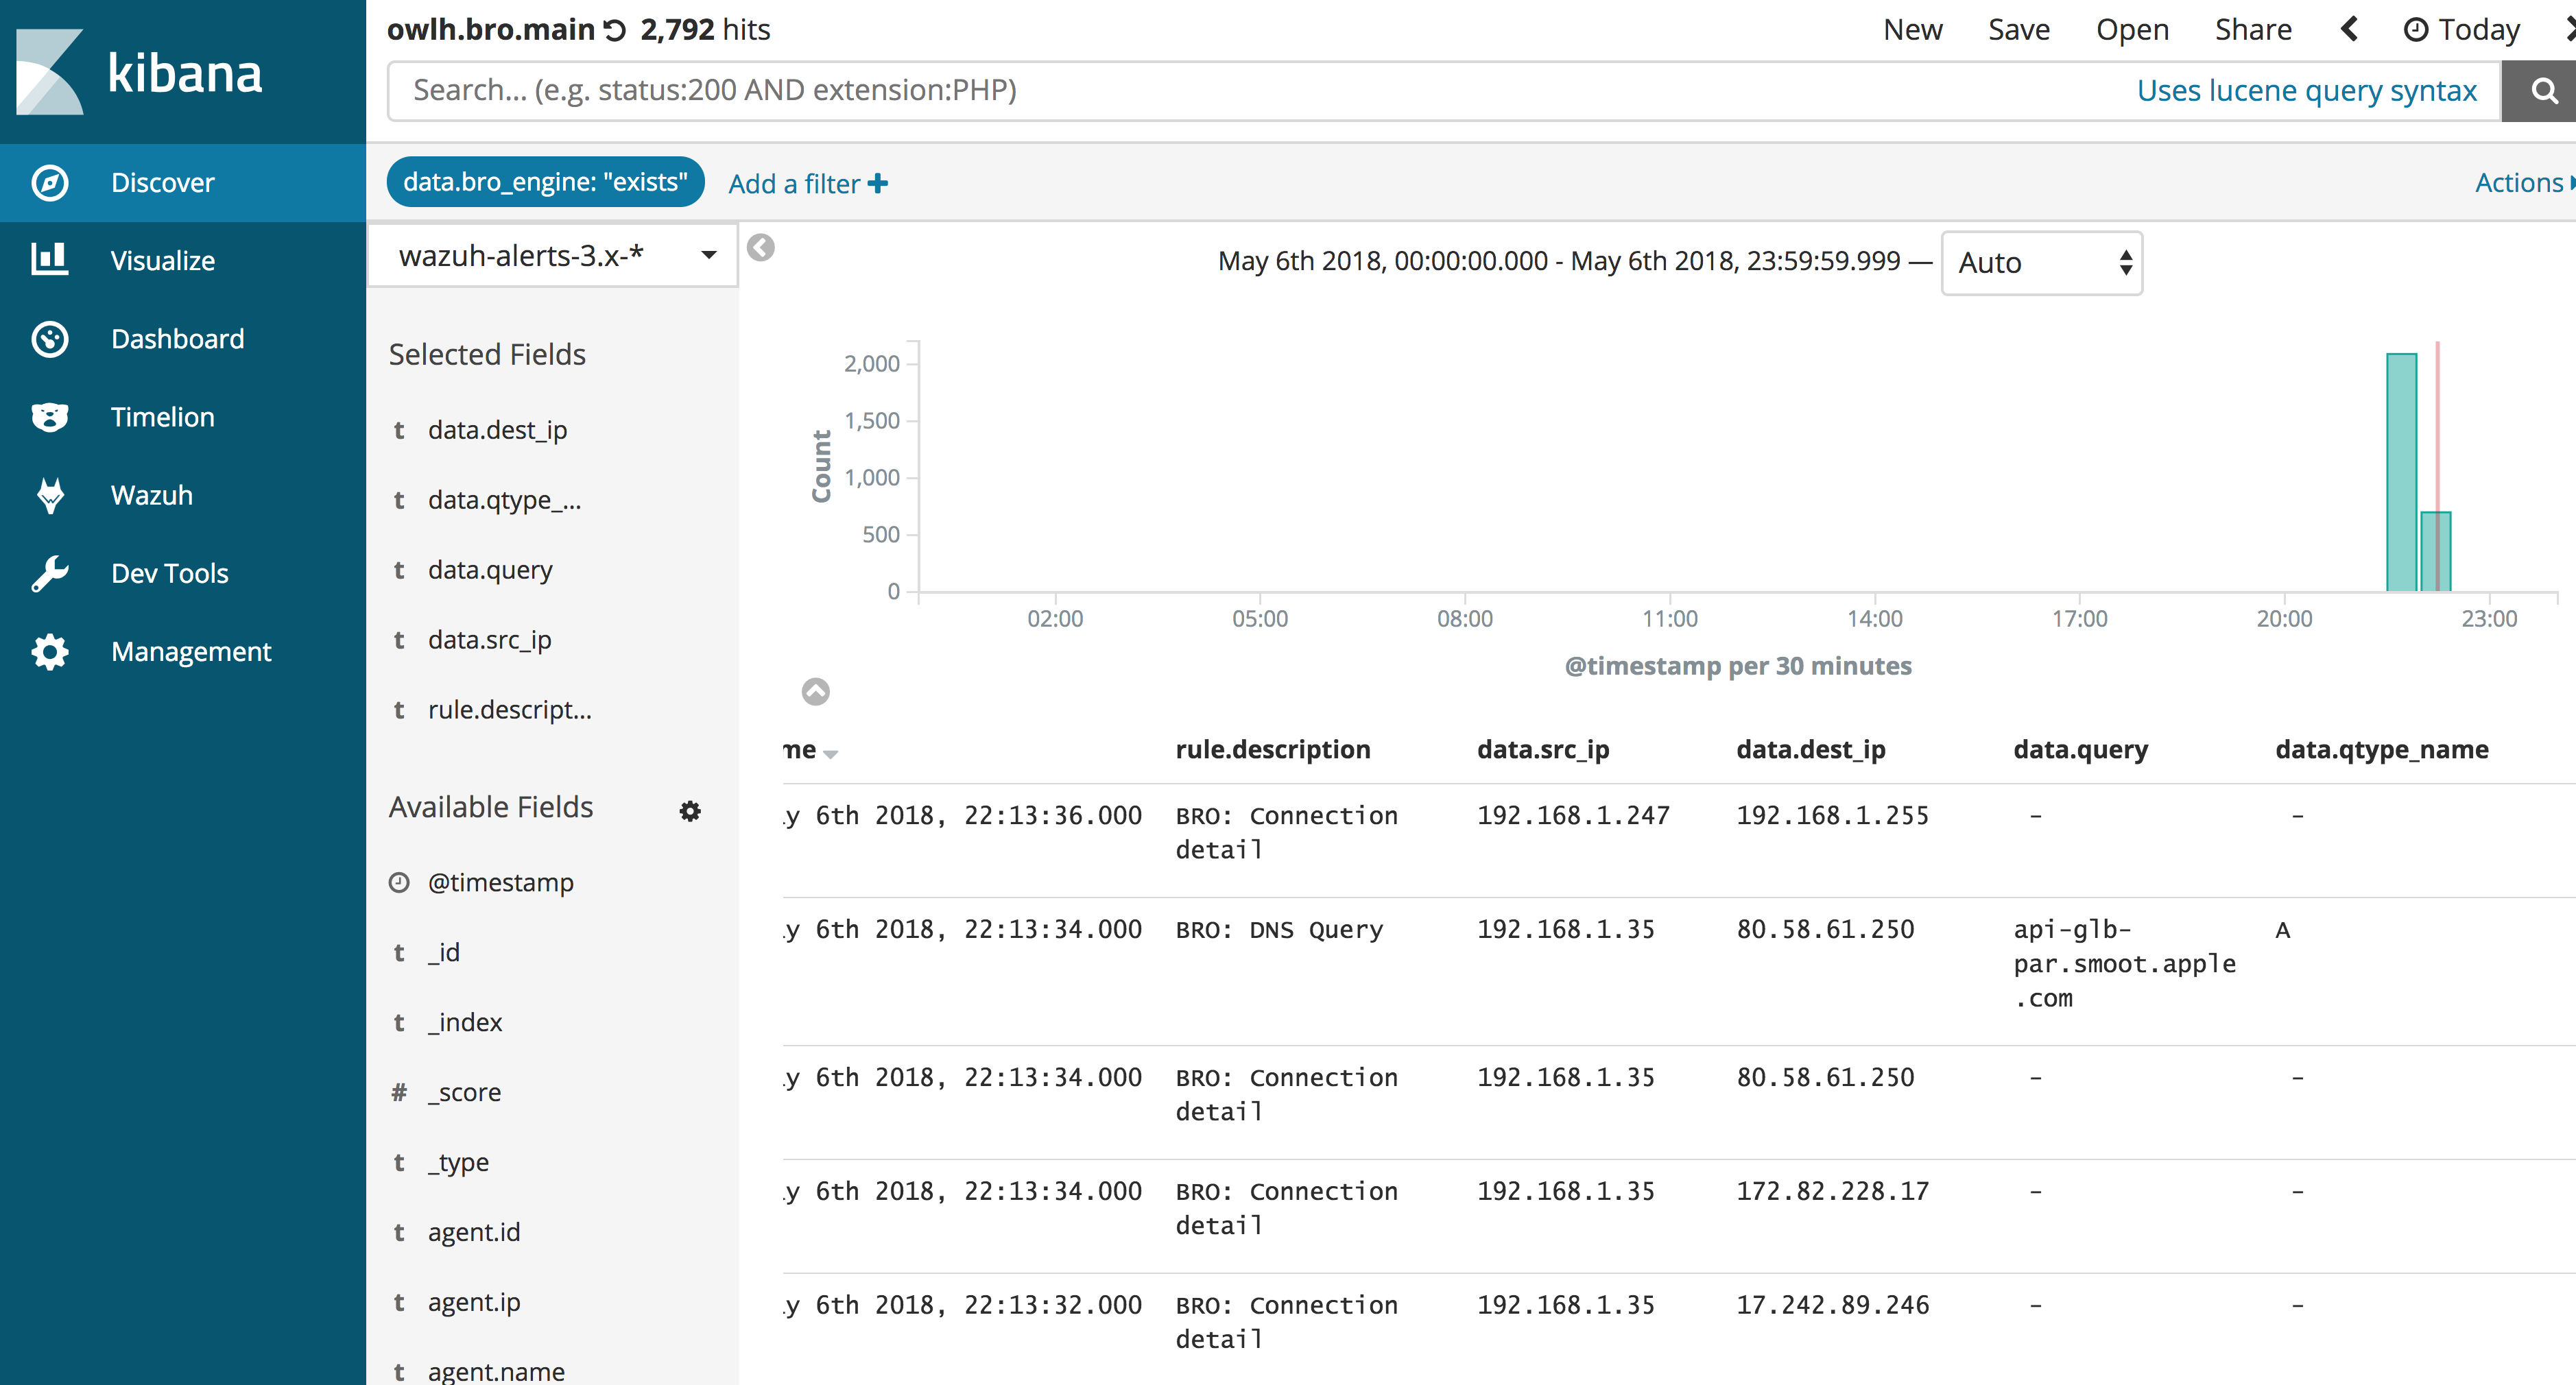 kibana
Discover
Visualize
Dashboard
Timelion
Wazuh
Dev Tools
Management
owlh.bro.main 2,792 hits
New Save Open Share Today
Search... (e.g. status:200 AND extension:PHP) Uses lucene query syntax
data.bro_engine: "exists" Add a filter Actions
wazuh-alerts-3.x-*
Selected Fields
t data.dest_ip
t data.qtype_...
t data.query
t data.src_ip
t rule.descript...
Available Fields
@timestamp
t _id
t _index
# _score
t _type
t agent.id
t agent.ip
t agent.name
May 6th 2018, 00:00:00.000 - May 6th 2018, 23:59:59.999 — Auto
Count
2,000
1,500
1,000
500
0
02:00 05:00 08:00 11:00 14:00 17:00 20:00 23:00
@timestamp per 30 minutes
me rule.description data.src_ip data.dest_ip data.query data.qtype_name
y 6th 2018, 22:13:36.000 BRO: Connection 192.168.1.247 192.168.1.255 - -
detail
y 6th 2018, 22:13:34.000 BRO: DNS Query 192.168.1.35 80.58.61.250 api-glb- A
par.smoot.apple
.com
y 6th 2018, 22:13:34.000 BRO: Connection 192.168.1.35 80.58.61.250 - -
detail
y 6th 2018, 22:13:34.000 BRO: Connection 192.168.1.35 172.82.228.17 - -
detail
y 6th 2018, 22:13:32.000 BRO: Connection 192.168.1.35 17.242.89.246 - -
detail